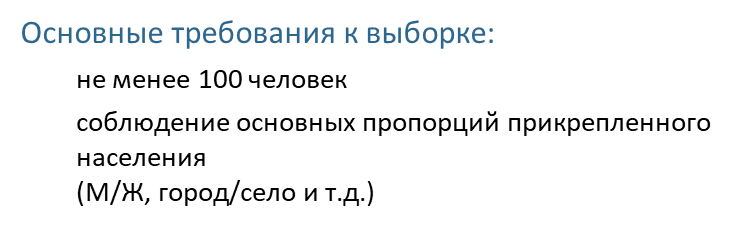 Основные требования к выборке:
не менее 100 человек
соблюдение основных пропорций прикрепленного
населения
(М/Ж, город/село и т.д.)